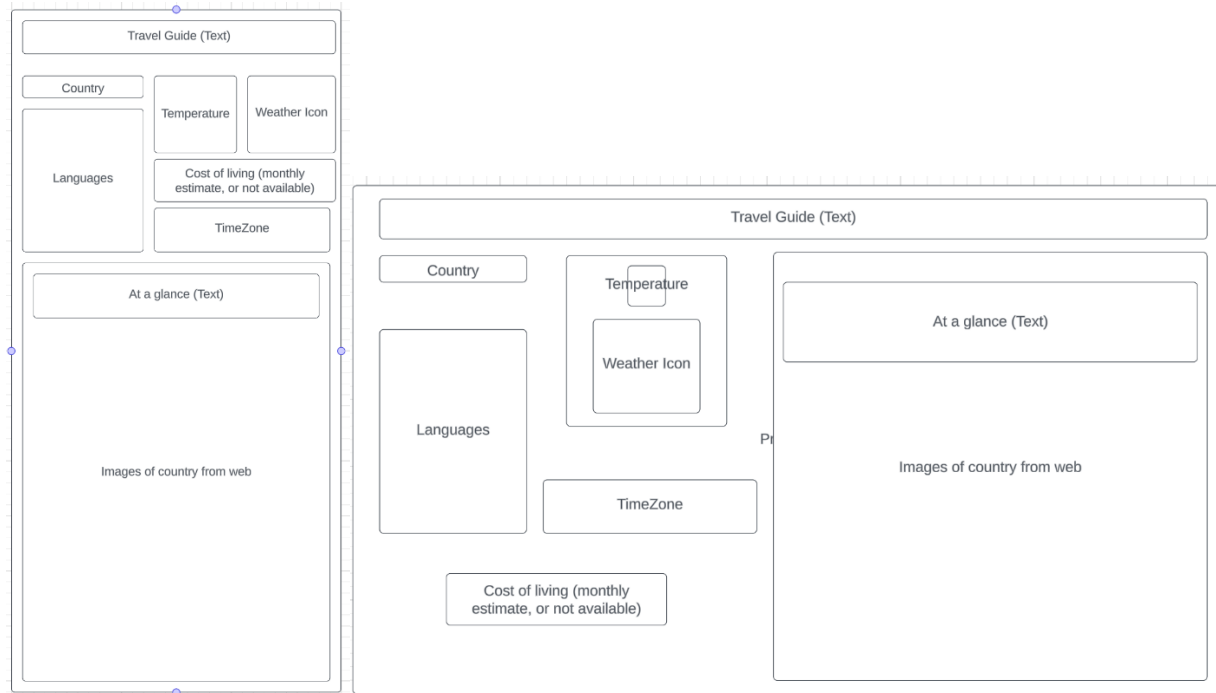 Travel Guide (Text)
Country
Temperature
Weather Icon
Languages
Cost of living (monthly
estimate, or not available)
TimeZone
At a glance (Text)
Images of country from web
Travel Guide (Text)
Country
Temperature
Weather Icon
Languages
Pr
TimeZone
Cost of living (monthly
estimate, or not available)
At a glance (Text)
Images of country from web